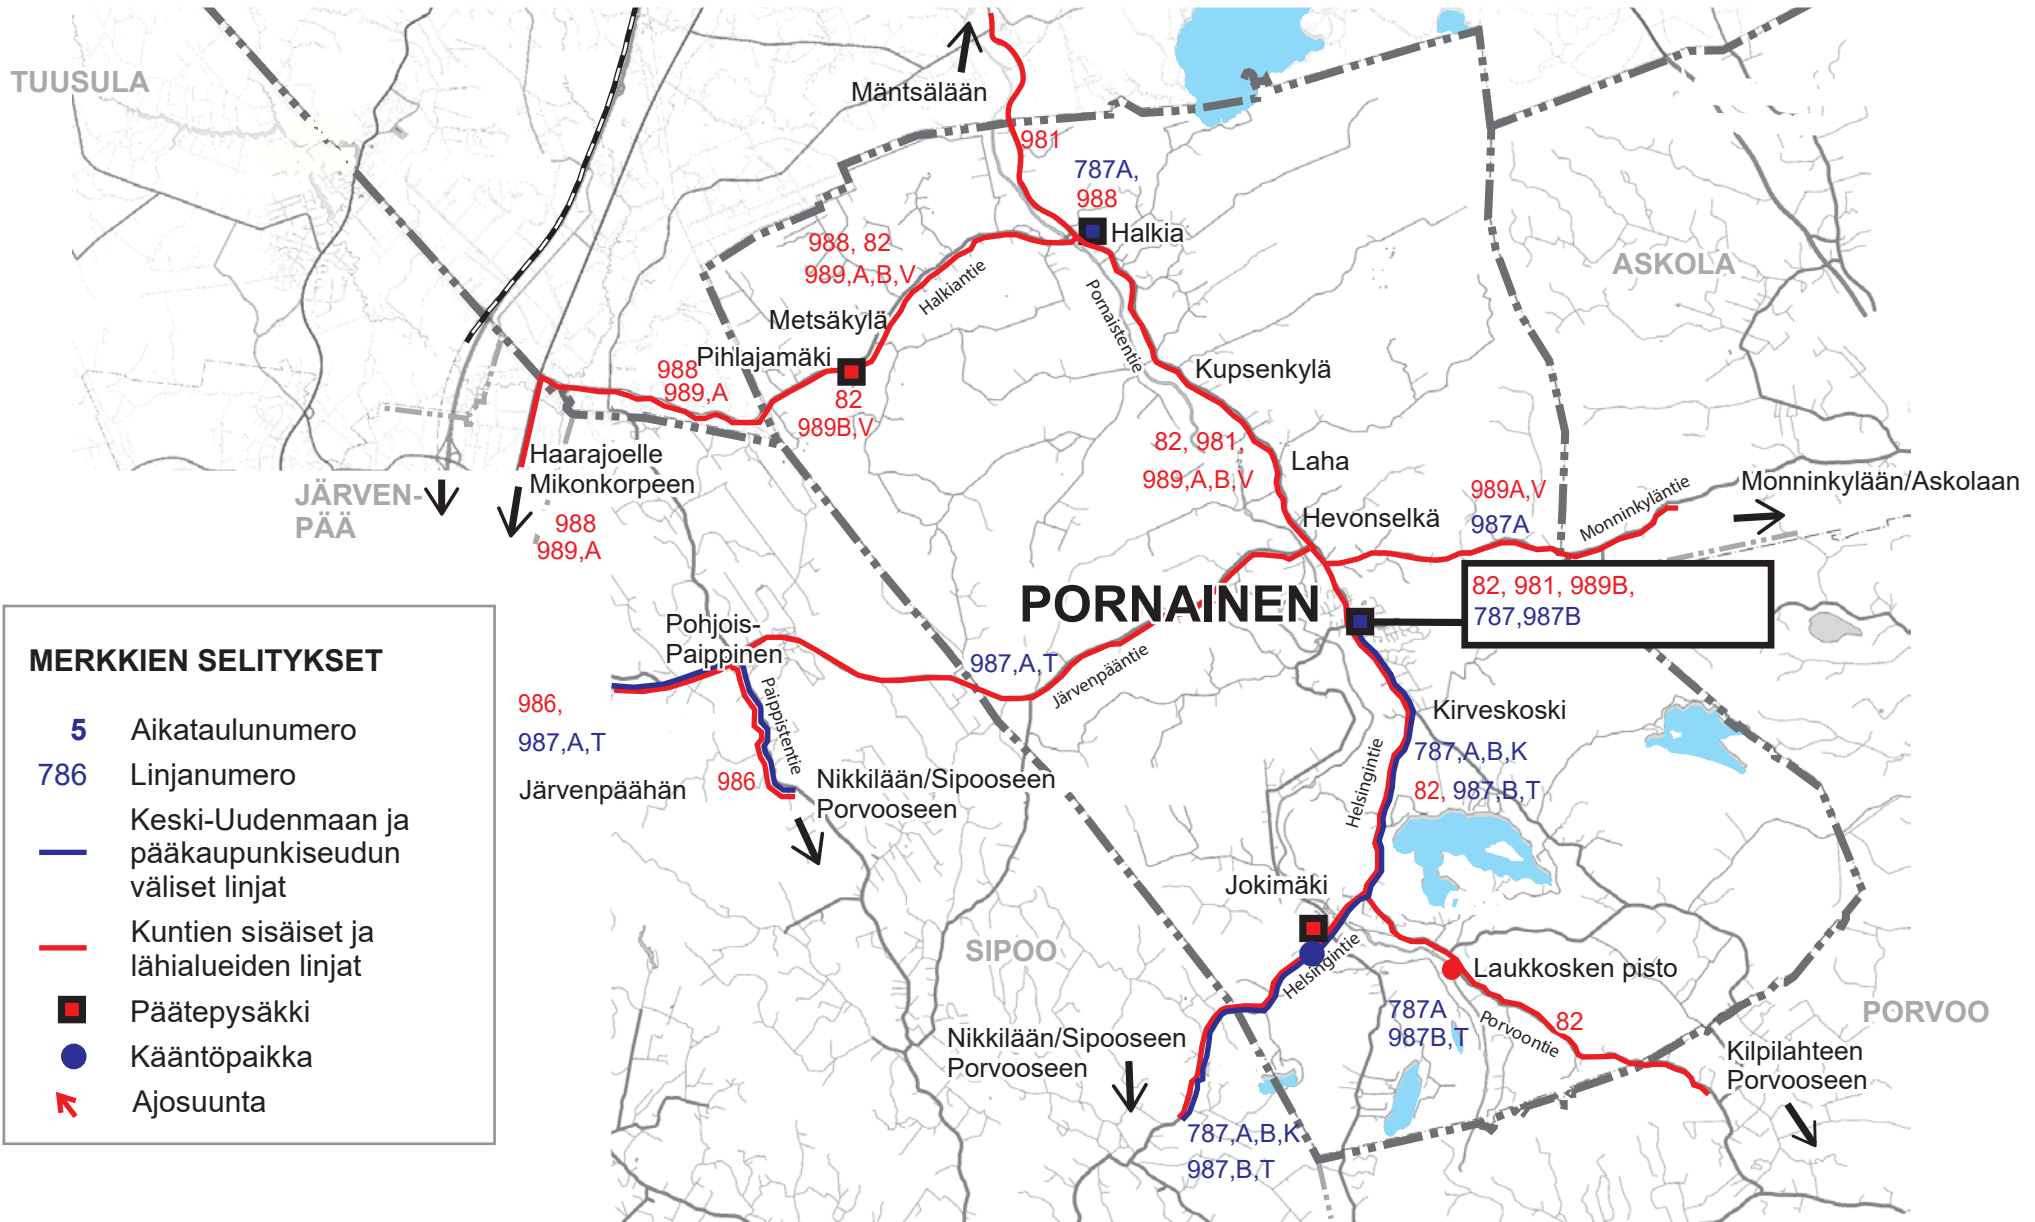 TUUSULA
Mäntsälään
981
787A,
988
Halkia
988, 82
989,A,B,V
Halkiantie
Pornaistentie
ASKOLA
Metsäkylä
Pihlajamäki
988
989,A
82
989B,V
Kupsenkylä
82, 981,
989,A,B,V
Laha
Haarajoelle
Mikonkorpeen
988
989,A
JÄRVEN-
PÄÄ
Hevonselkä
989A,V
987A
Monninkyläntie
Monninkylään/Askolaan
PORNAINEN
82, 981, 989B,
787,987B
MERKKIEN SELITYKSET
5 Aikataulunumero
786 Linjanumero
Keski-Uudenmaan ja
pääkaupunkiseudun
väliset linjat
Kuntien sisäiset ja
lähialueiden linjat
Päätepysäkki
Kääntöpaikka
Ajosuunta
Pohjois-
Paippinen
987,A,T
Järvenpääntie
986,
987,A,T
Järvenpäähän
Paippistentie
986
Nikkilään/Sipooseen
Porvooseen
Kirveskoski
787,A,B,K
82, 987,B,T
Helsingintie
Jokimäki
SIPOO
Helsingintie
Laukkosken pisto
787A
987B,T
Porvoontie
82
PORVOO
Nikkilään/Sipooseen
Porvooseen
Kilpilahteen
Porvooseen
787,A,B,K
987,B,T